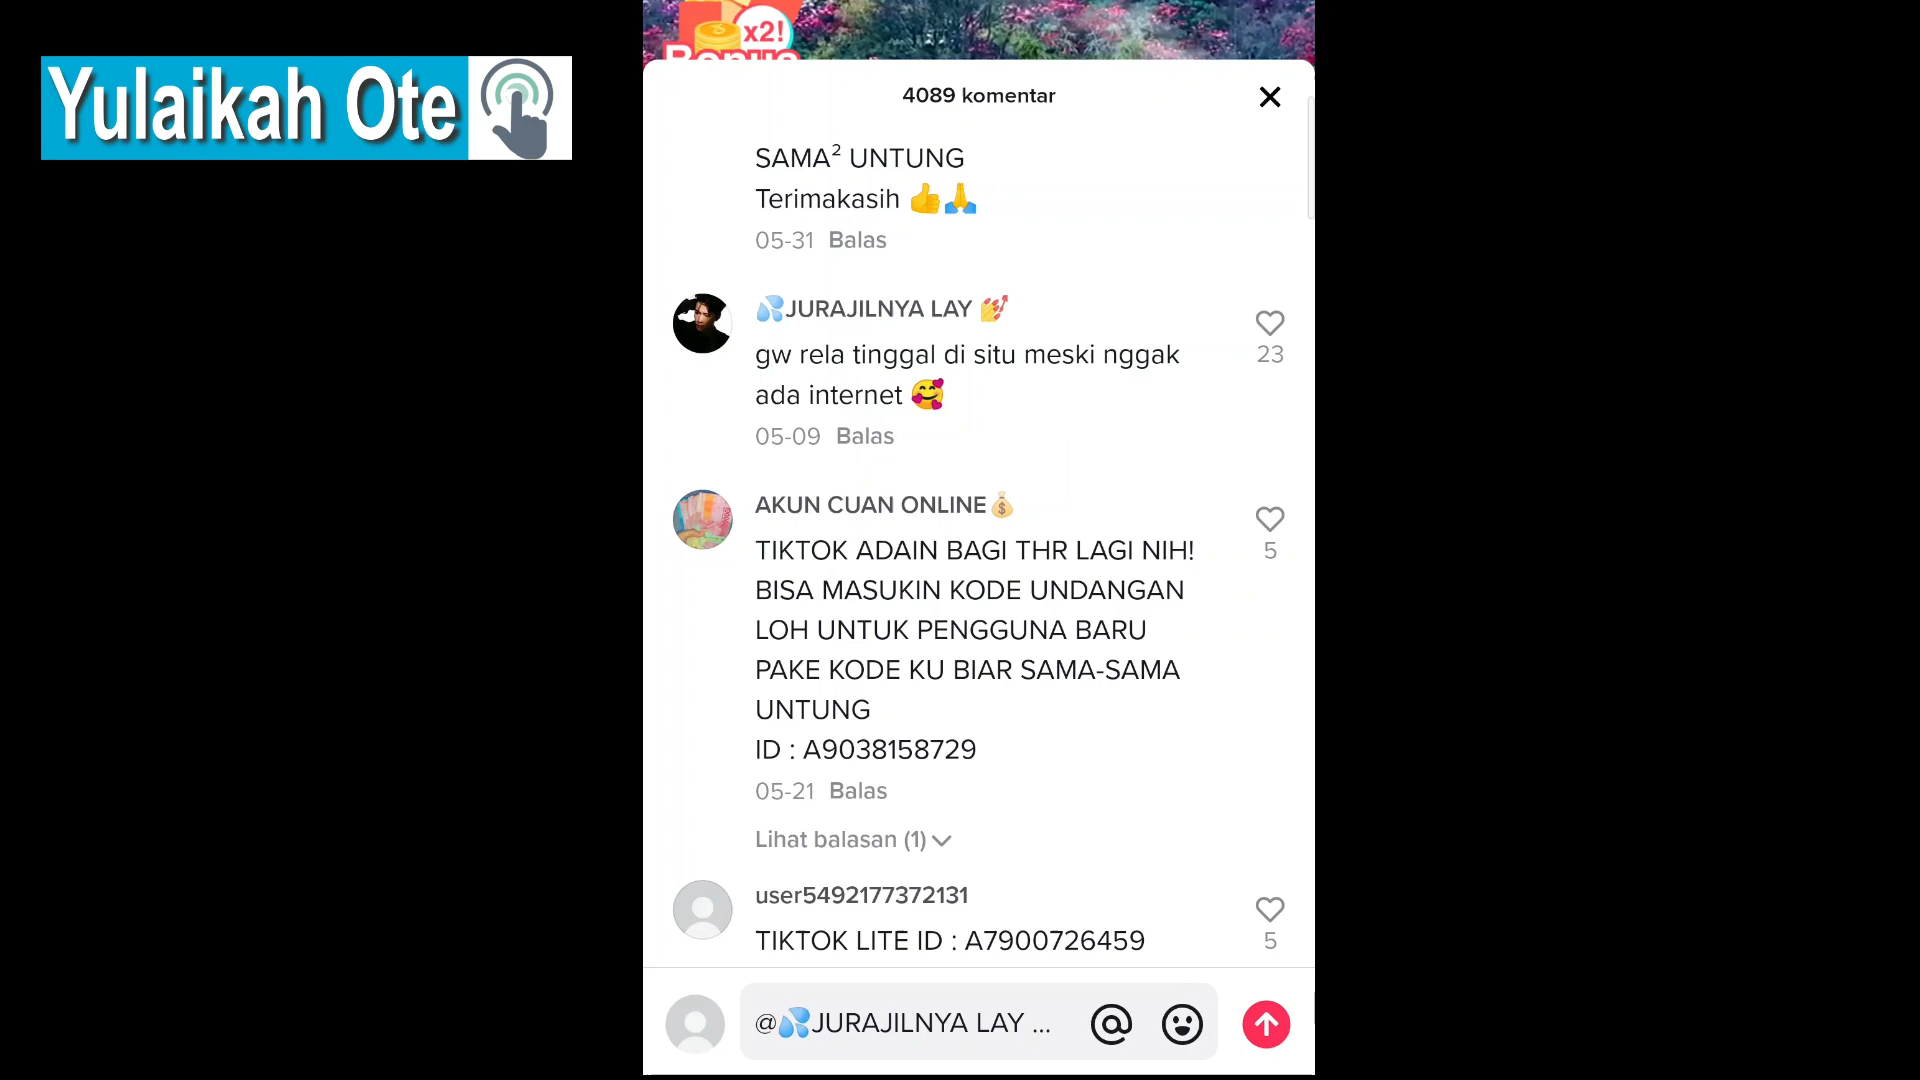 x2!
Bonus
Yulaikah Ote
4089 komentar
SAMA² UNTUNG
Terimakasih 👍🙏
05-31 Balas
💦JURAJILNYA LAY 💅
gw rela tinggal di situ meski nggak
ada internet 🥰
05-09 Balas
23
AKUN CUAN ONLINE💰
TIKTOK ADAIN BAGI THR LAGI NIH!
BISA MASUKIN KODE UNDANGAN
LOH UNTUK PENGGUNA BARU
PAKE KODE KU BIAR SAMA-SAMA
UNTUNG
ID : A9038158729
05-21 Balas
5
Lihat balasan (1)
user5492177372131
TIKTOK LITE ID : A7900726459
5
@💦JURAJILNYA LAY ...